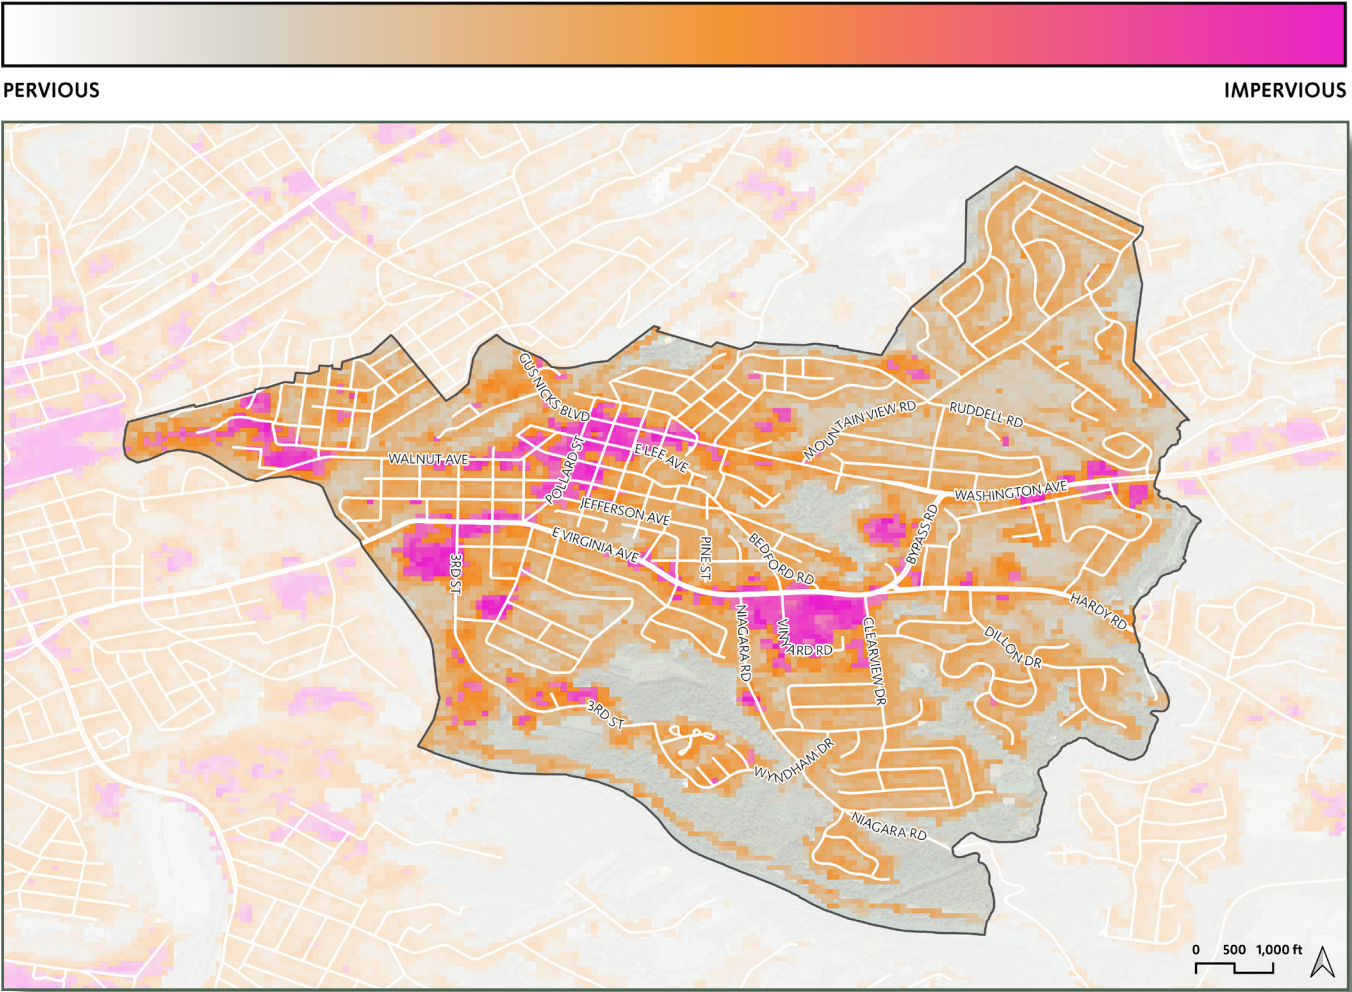 PERVIOUS
IMPERVIOUS
GUS NICKS BLVD
MOUNTAIN VIEW RD
RUDDELL RD
WALNUT AVE
POLLARD ST
E LEE AVE
WASHINGTON AVE
JEFFERSON AVE
E VIRGINIA AVE
3RD ST
PINE ST
BEDFORD RD
BYPASS RD
HARDY RD
NIAGARA RD
VINYARD RD
CLEARVIEW DR
DILLON DR
3RD ST
WYNDHAM DR
NIAGARA RD
0 500 1,000 ft